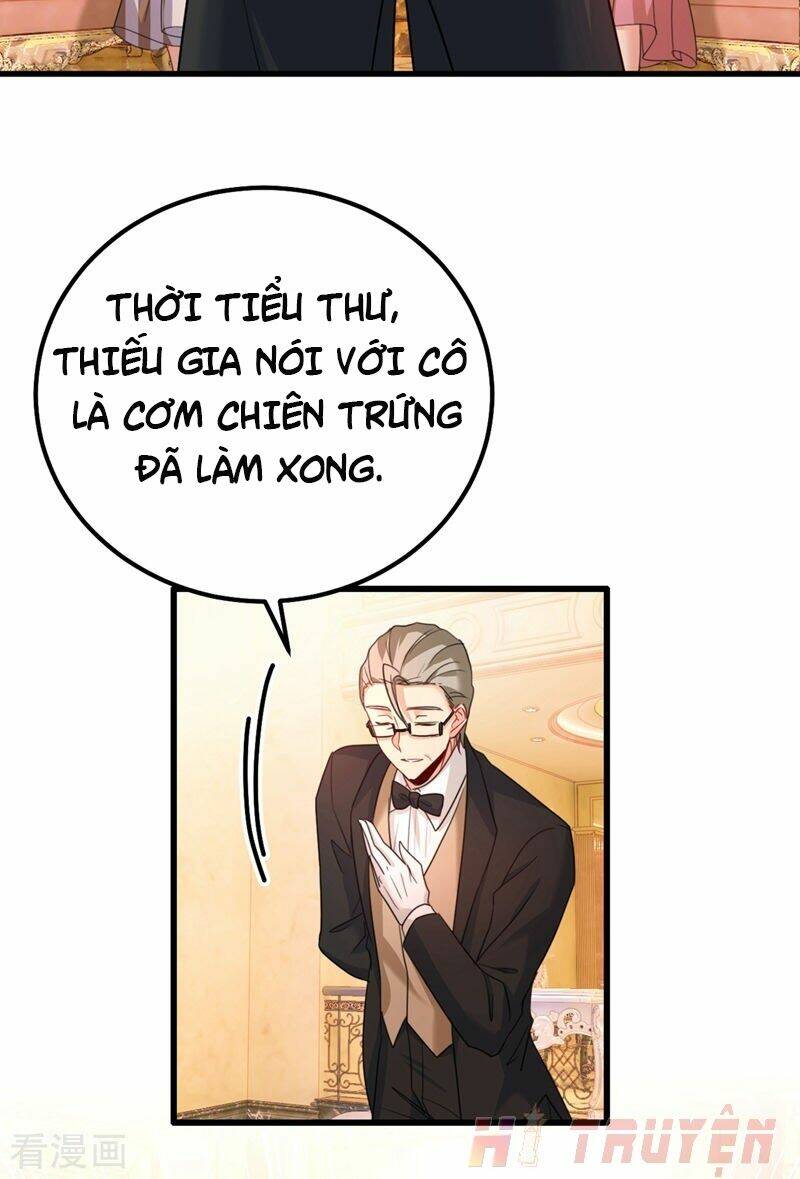 THỜI TIỂU THƯ,
THIẾU GIA NÓI VỚI CÔ
LÀ CƠM CHIÊN TRỨNG
ĐÃ LÀM XONG.
看漫画
HI TRUYỆN